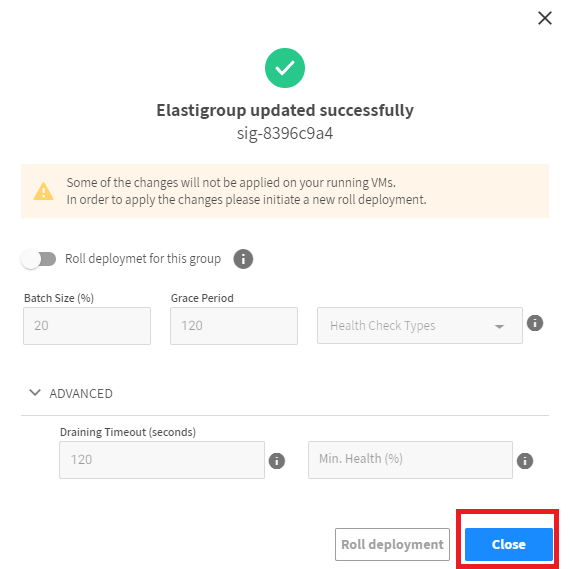 Elastigroup updated successfully
sig-8396c9a4
Some of the changes will not be applied on your running VMs.
In order to apply the changes please initiate a new roll deployment.
Roll deploymet for this group
Batch Size (%)
Grace Period
20
120
Health Check Types
ADVANCED
Draining Timeout (seconds)
120
Min. Health (%)
Roll deployment
Close